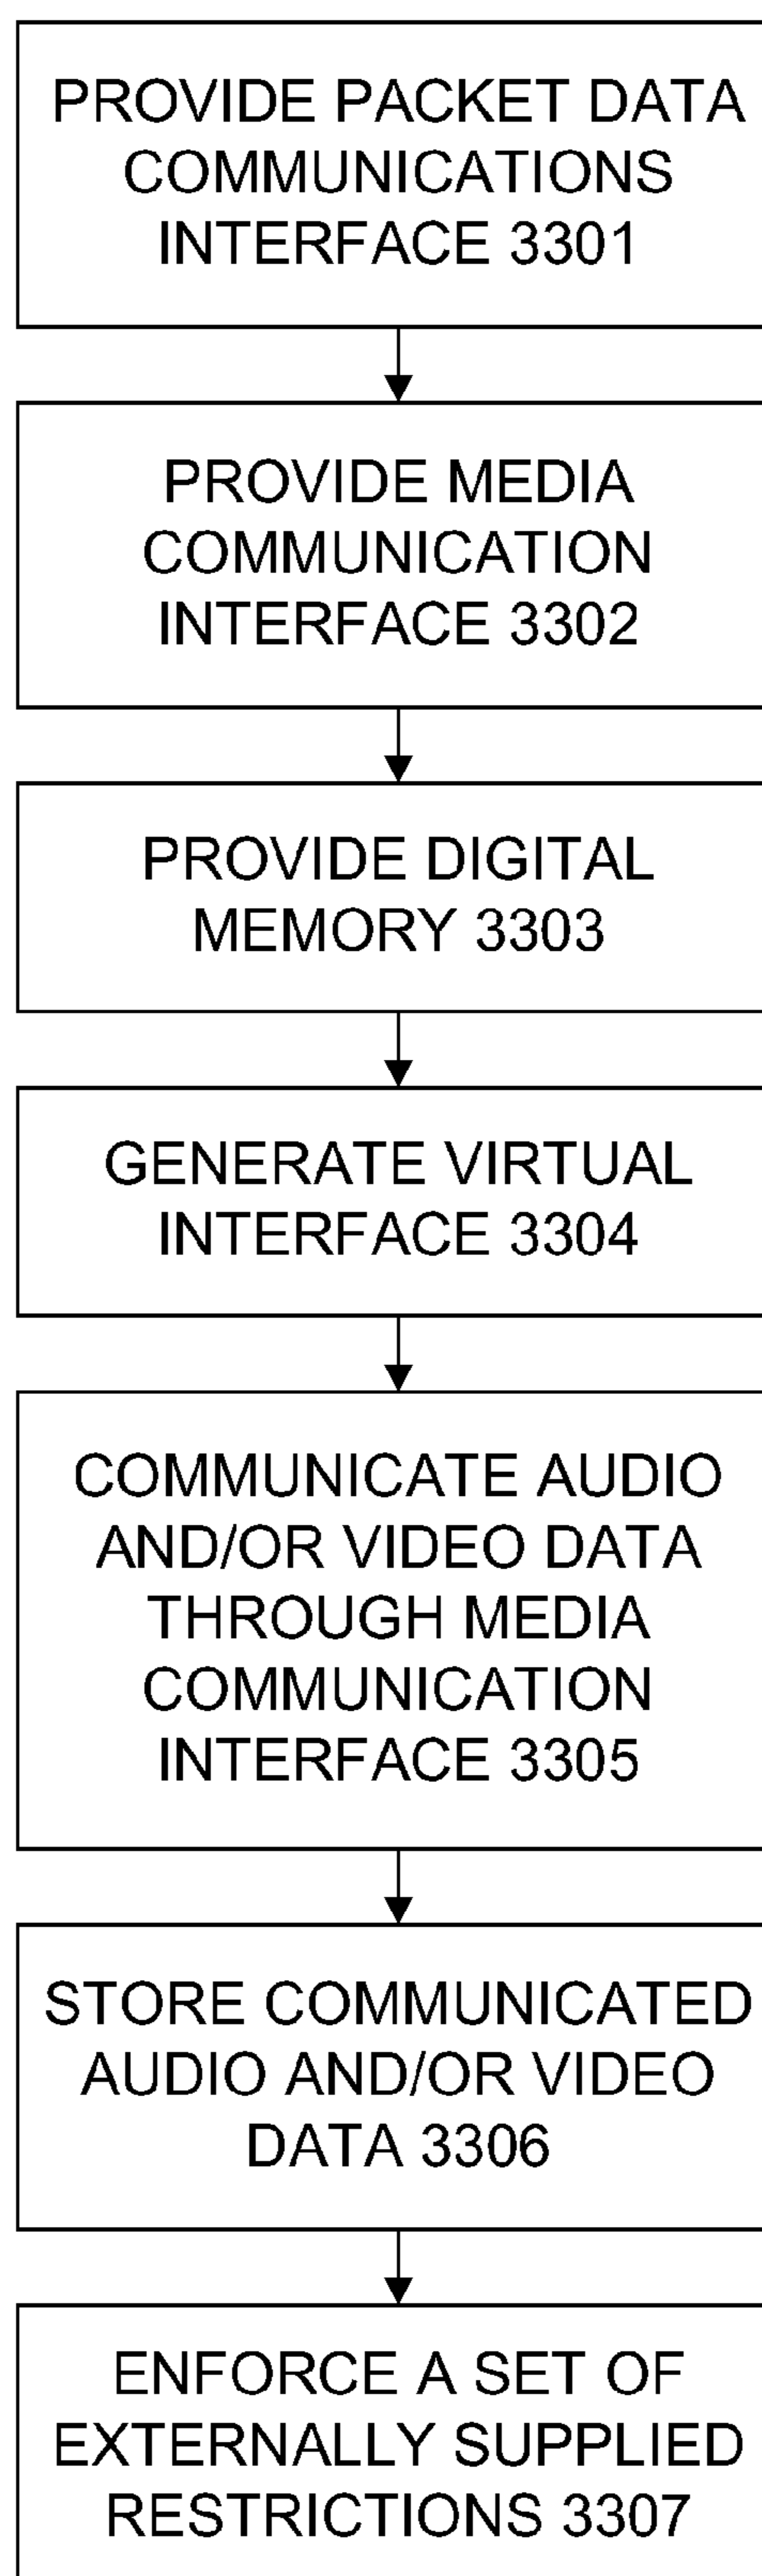 PROVIDE PACKET DATA
COMMUNICATIONS
INTERFACE 3301
PROVIDE MEDIA
COMMUNICATION
INTERFACE 3302
PROVIDE DIGITAL
MEMORY 3303
GENERATE VIRTUAL
INTERFACE 3304
COMMUNICATE AUDIO
AND/OR VIDEO DATA
THROUGH MEDIA
COMMUNICATION
INTERFACE 3305
STORE COMMUNICATED
AUDIO AND/OR VIDEO
DATA 3306
ENFORCE A SET OF
EXTERNALLY SUPPLIED
RESTRICTIONS 3307